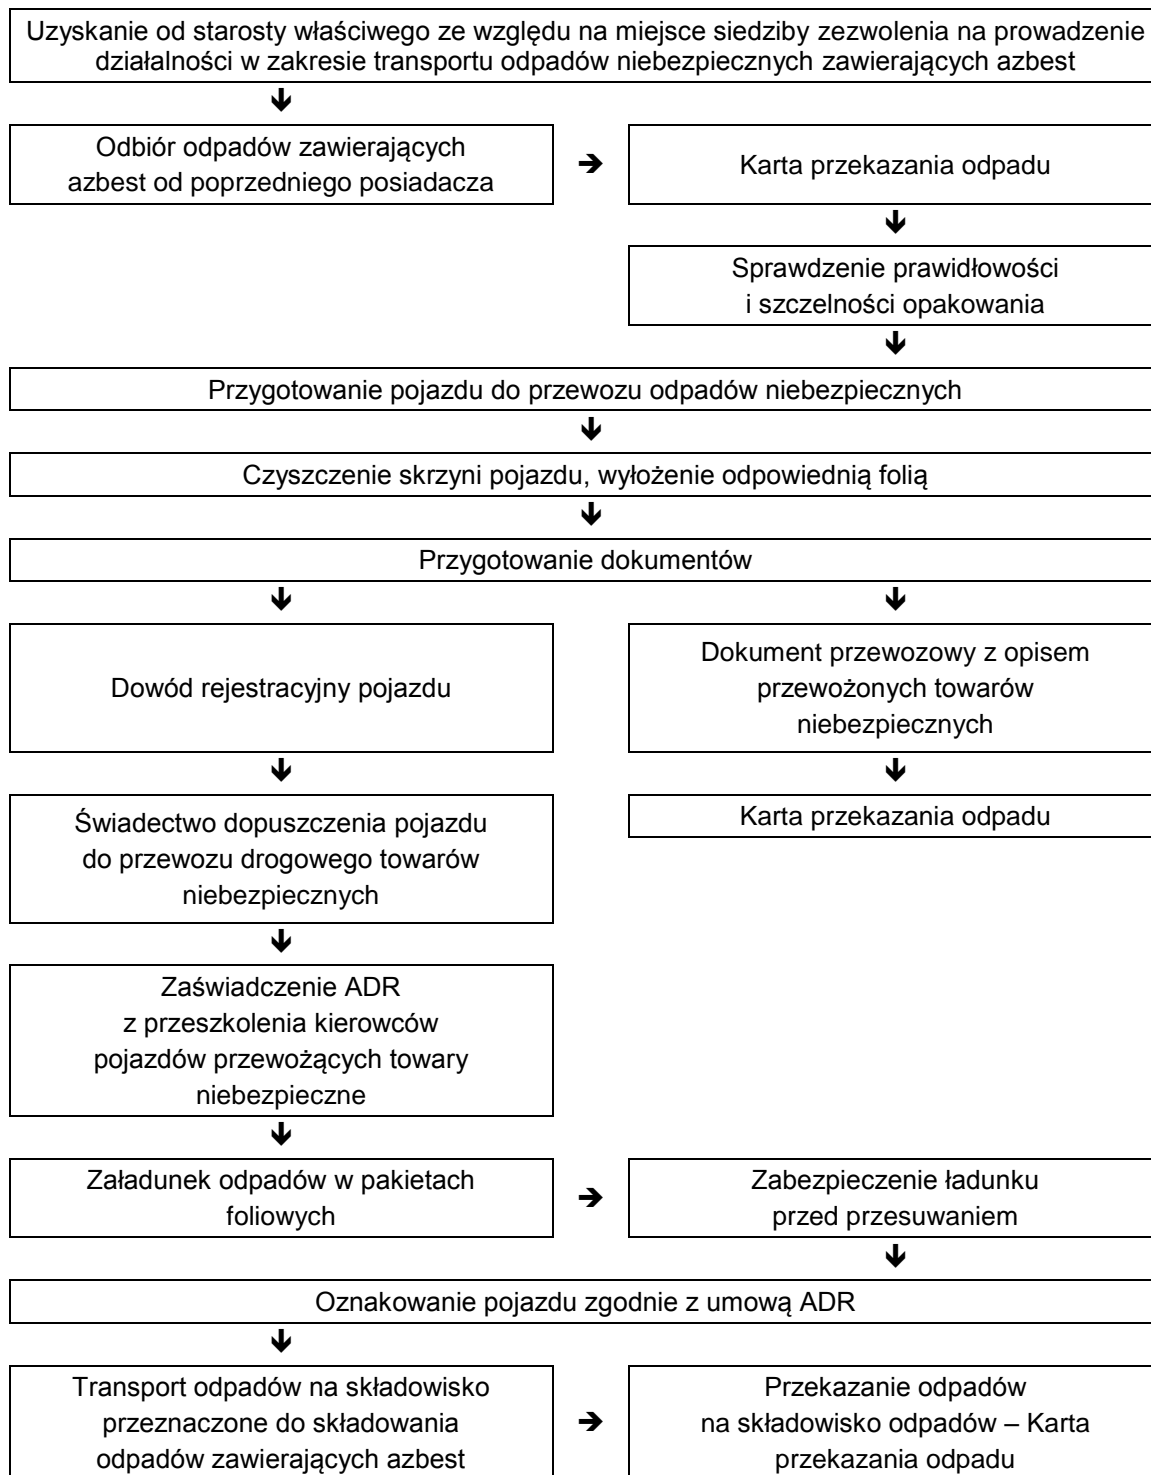 Uzyskanie od starosty właściwego ze względu na miejsce siedziby zezwolenia na prowadzenie
działalności w zakresie transportu odpadów niebezpiecznych zawierających azbest
Odbiór odpadów zawierających
azbest od poprzedniego posiadacza
Karta przekazania odpadu
Sprawdzenie prawidłowości
i szczelności opakowania
Przygotowanie pojazdu do przewozu odpadów niebezpiecznych
Czyszczenie skrzyni pojazdu, wyłożenie odpowiednią folią
Przygotowanie dokumentów
Dowód rejestracyjny pojazdu
Dokument przewozowy z opisem
przewożonych towarów
niebezpiecznych
Świadectwo dopuszczenia pojazdu
do przewozu drogowego towarów
niebezpiecznych
Karta przekazania odpadu
Zaświadczenie ADR
z przeszkolenia kierowców
pojazdów przewożących towary
niebezpieczne
Załadunek odpadów w pakietach
foliowych
Zabezpieczenie ładunku
przed przesuwaniem
Oznakowanie pojazdu zgodnie z umową ADR
Transport odpadów na składowisko
przeznaczone do składowania
odpadów zawierających azbest
Przekazanie odpadów
na składowisko odpadów – Karta
przekazania odpadu